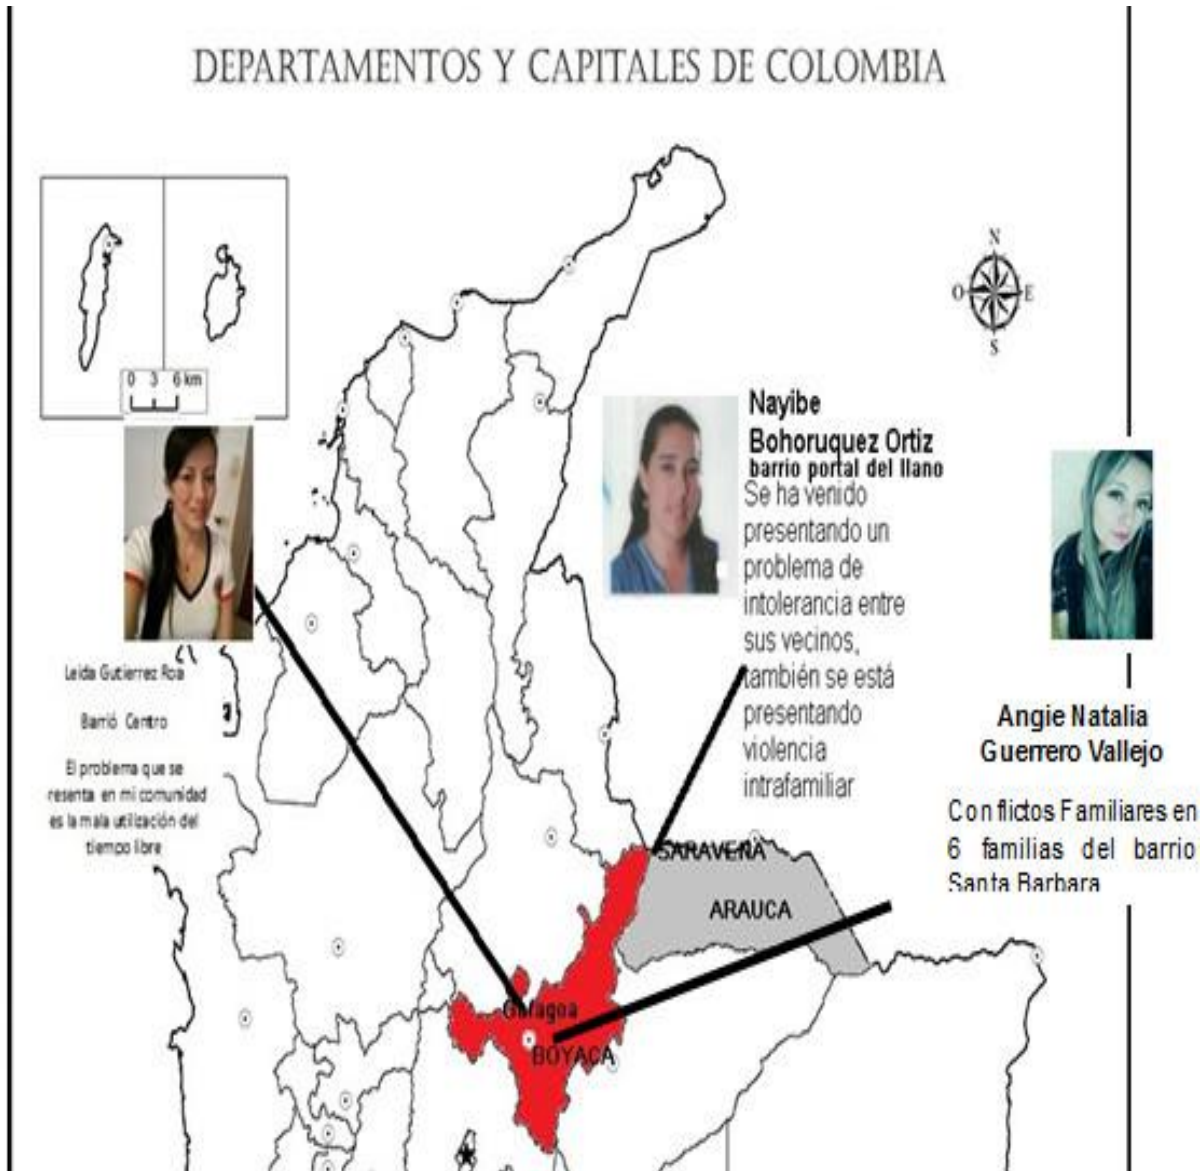 DEPARTAMENTOS Y CAPITALES DE COLOMBIA
N
O E
S
0 3 6 km
Nayibe
Bohoruquez Ortiz
barrio portal del llano
Se ha venido
presentando un
problema de
intolerancia entre
sus vecinos,
también se está
presentando
violencia
intrafamiliar
Leida Gutierrez Roa
Barrió Centro
El problema que se
resenta en mi comunidad
es la mala utilización del
tiempo libre
Angie Natalia
Guerrero Vallejo
Conflictos Familiares en
6 familias del barrio
Santa Barbara
SARAVENA
ARAUCA
Garagoa
BOYACA